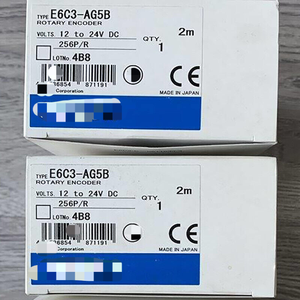 TYPE E6C3-AG5B
ROTARY ENCODER
VOLTS 12 to 24V DC QTY. 2m
256P/R 1
LOTNo 4B8
6854 871191
Corporation MADE IN JAPAN
TYPE E6C3-AG5B
ROTARY ENCODER
VOLTS 12 to 24V DC QTY. 2m
256P/R 1
LOTNo 4B8
6854 871191
MADE IN JAPAN